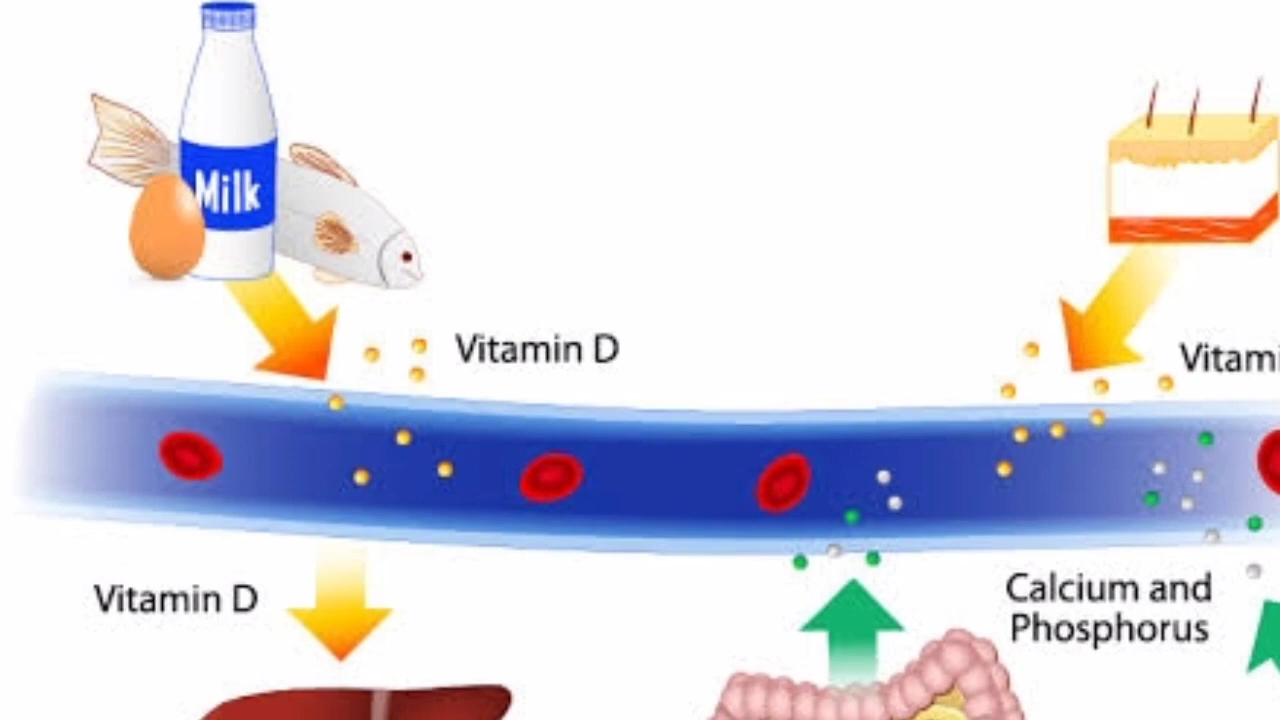 Milk
Vitamin D
Vitami
Vitamin D
Calcium and
Phosphorus